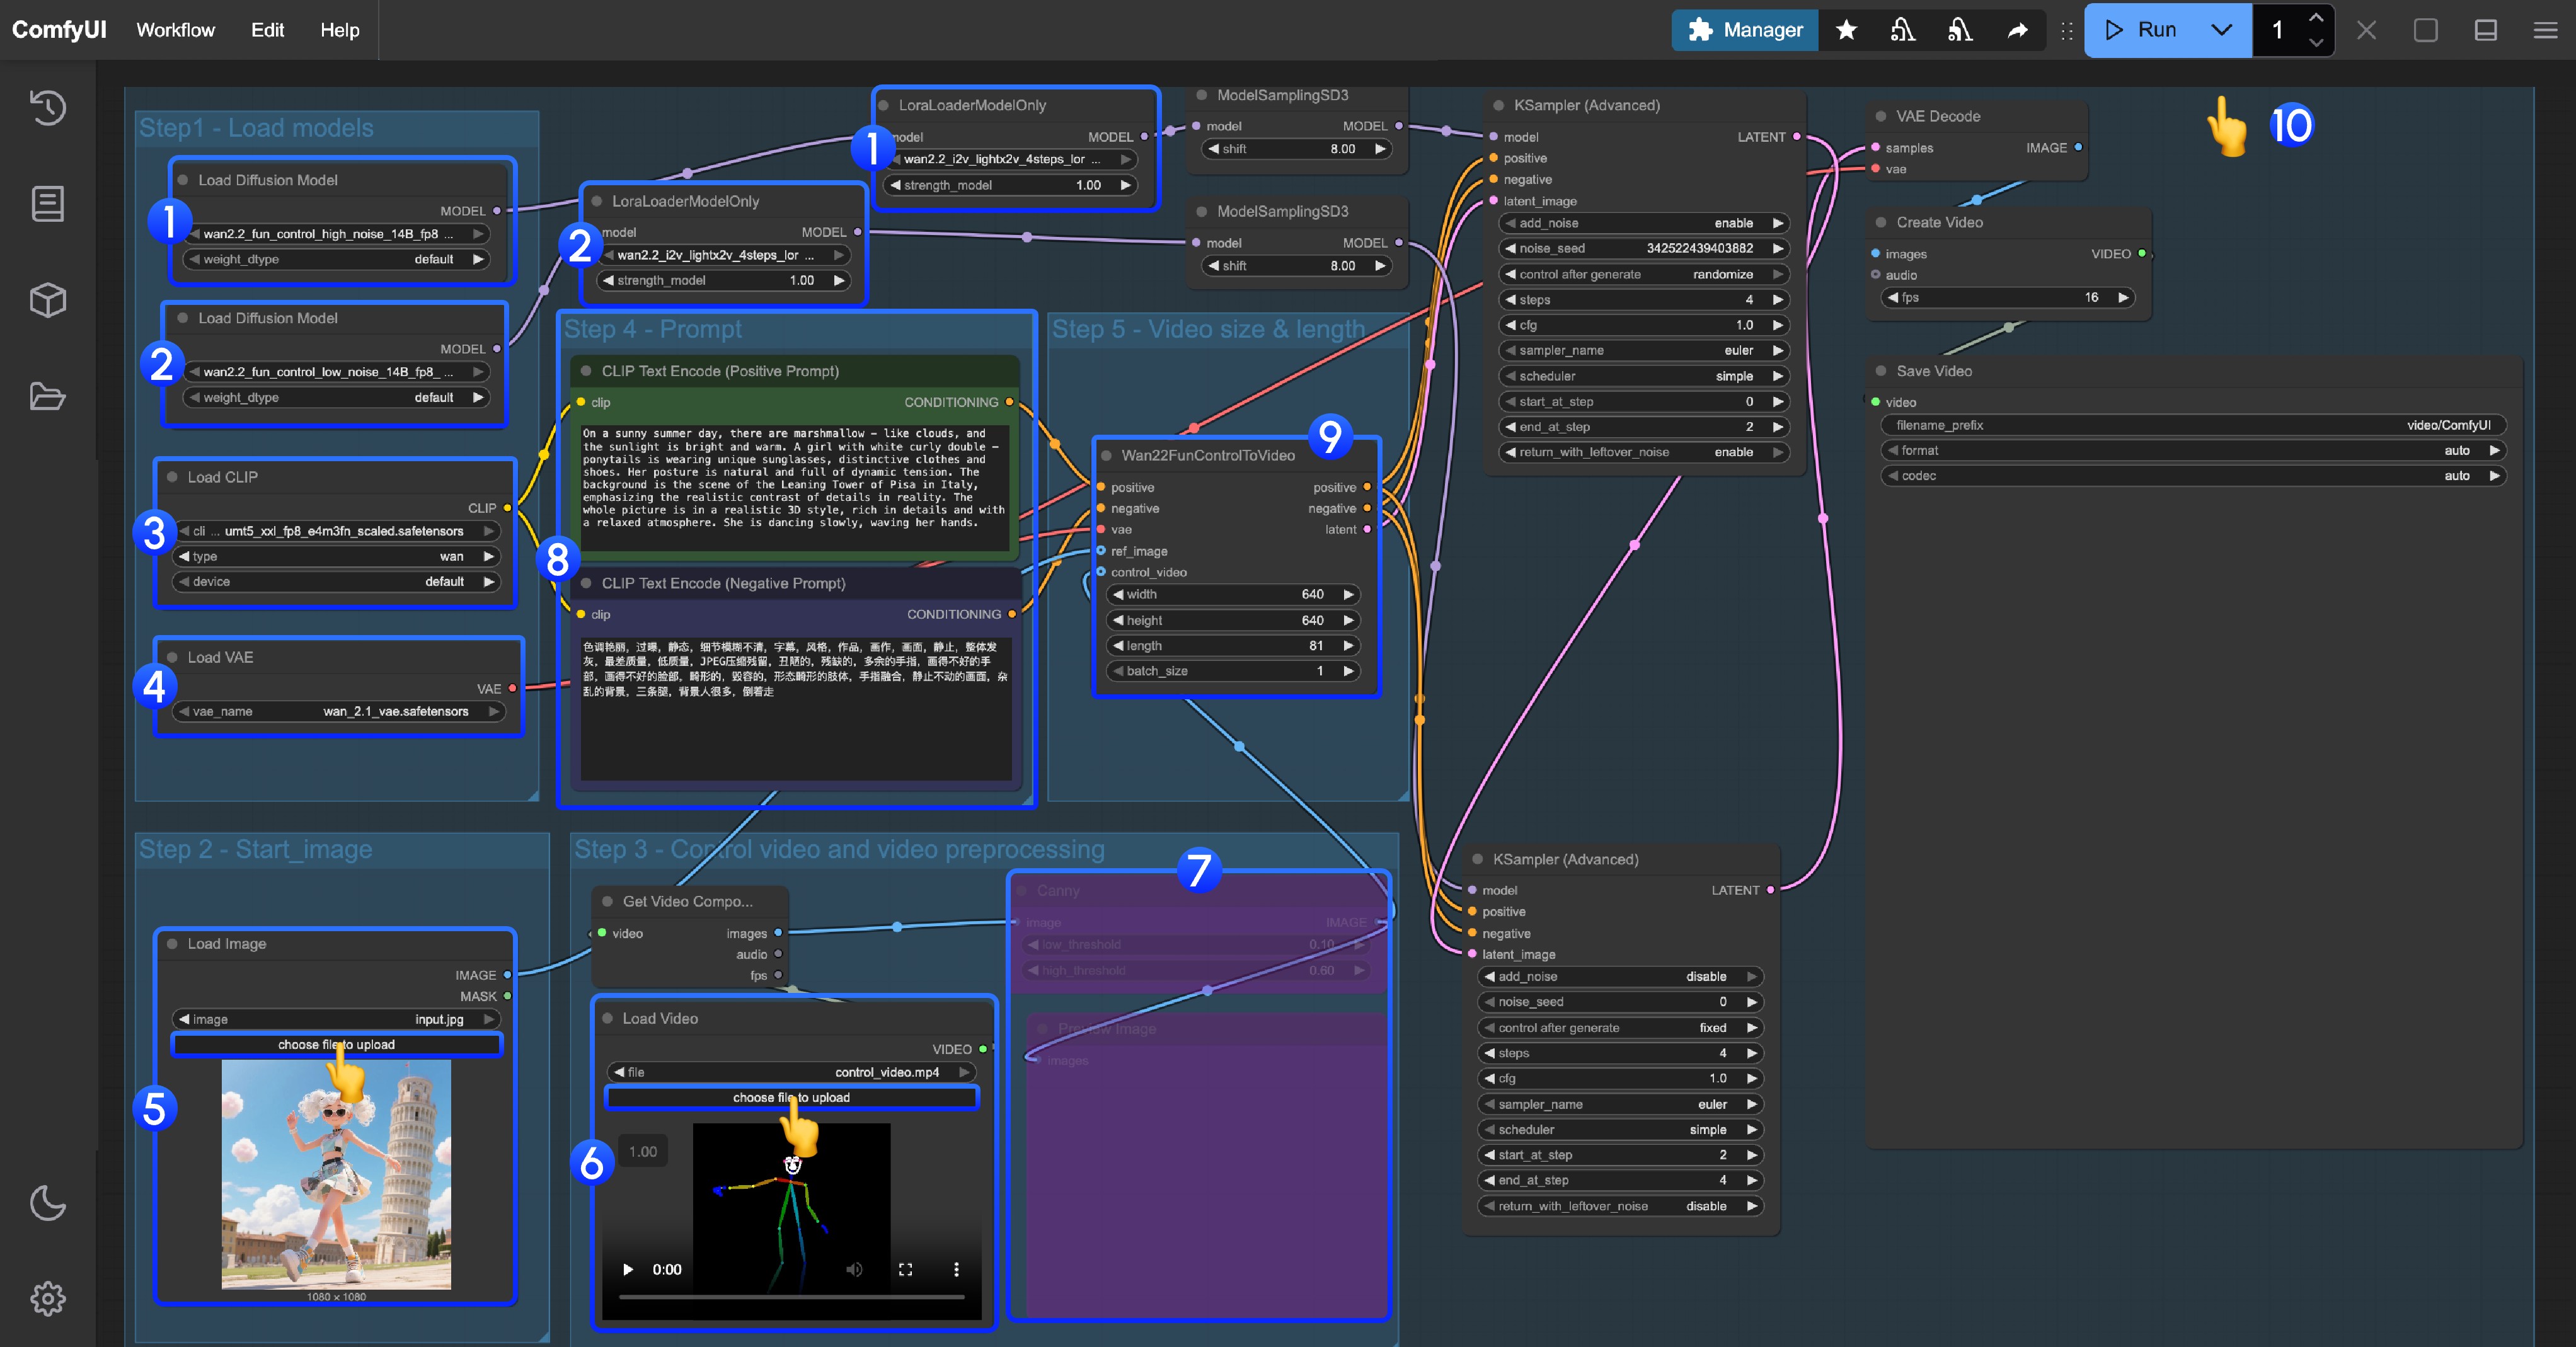 ComfyUI
Workflow
Edit
Help
Manager
Run
1
Step1 - Load models
1
Load Diffusion Model
MODEL
wan2.2_fun_control_high_noise_14B_fp8 ...
weight_dtype default
2
Load Diffusion Model
MODEL
wan2.2_fun_control_low_noise_14B_fp8_ ...
weight_dtype default
3
Load CLIP
CLIP
cli ... umt5_xxl_fp8_e4m3fn_scaled.safetensors
type wan
device default
4
Load VAE
VAE
vae_name wan_2.1_vae.safetensors
1
LoraLoaderModelOnly
model MODEL
wan2.2_i2v_lightx2v_4steps_lor ...
strength_model 1.00
2
LoraLoaderModelOnly
model MODEL
wan2.2_i2v_lightx2v_4steps_lor ...
strength_model 1.00
ModelSamplingSD3
model MODEL
shift 8.00
ModelSamplingSD3
model MODEL
shift 8.00
Step 4 - Prompt
8
CLIP Text Encode (Positive Prompt)
clip CONDITIONING
On a sunny summer day, there are marshmallow - like clouds, and
the sunlight is bright and warm. A girl with white curly double -
ponytails is wearing unique sunglasses, distinctive clothes and
shoes. Her posture is natural and full of dynamic tension. The
background is the scene of the Leaning Tower of Pisa in Italy,
emphasizing the realistic contrast of details in reality. The
whole picture is in a realistic 3D style, rich in details and with
a relaxed atmosphere. She is dancing slowly, waving her hands.
CLIP Text Encode (Negative Prompt)
clip CONDITIONING
色调艳丽，过曝，静态，细节模糊不清，字幕，风格，作品，画作，画面，静止，整体发
灰，最差质量，低质量，JPEG压缩残留，丑陋的，残缺的，多余的手指，画得不好的手
部，画得不好的脸部，畸形的，毁容的，形态畸形的肢体，手指融合，静止不动的画面，杂
乱的背景，三条腿，背景人很多，倒着走
Step 5 - Video size & length
9
Wan22FunControlToVideo
positive positive
negative negative
vae latent
ref_image
control_video
width 640
height 640
length 81
batch_size 1
KSampler (Advanced)
model LATENT
positive
negative
latent_image
add_noise enable
noise_seed 342522439403882
control after generate randomize
steps 4
cfg 1.0
sampler_name euler
scheduler simple
start_at_step 0
end_at_step 2
return_with_leftover_noise enable
VAE Decode
samples IMAGE
vae
10
Create Video
images VIDEO
audio
fps 16
Save Video
video
filename_prefix video/ComfyUI
format auto
codec auto
Step 2 - Start_image
5
Load Image
IMAGE
MASK
image input.jpg
choose file to upload
1080 × 1080
Step 3 - Control video and video preprocessing
Get Video Compo...
video images
audio
fps
6
Load Video
VIDEO
file control_video.mp4
choose file to upload
1.00
0:00
7
Canny
image IMAGE
low_threshold 0.10
high_threshold 0.60
Preview Image
images
KSampler (Advanced)
model LATENT
positive
negative
latent_image
add_noise disable
noise_seed 0
control after generate fixed
steps 4
cfg 1.0
sampler_name euler
scheduler simple
start_at_step 2
end_at_step 4
return_with_leftover_noise disable